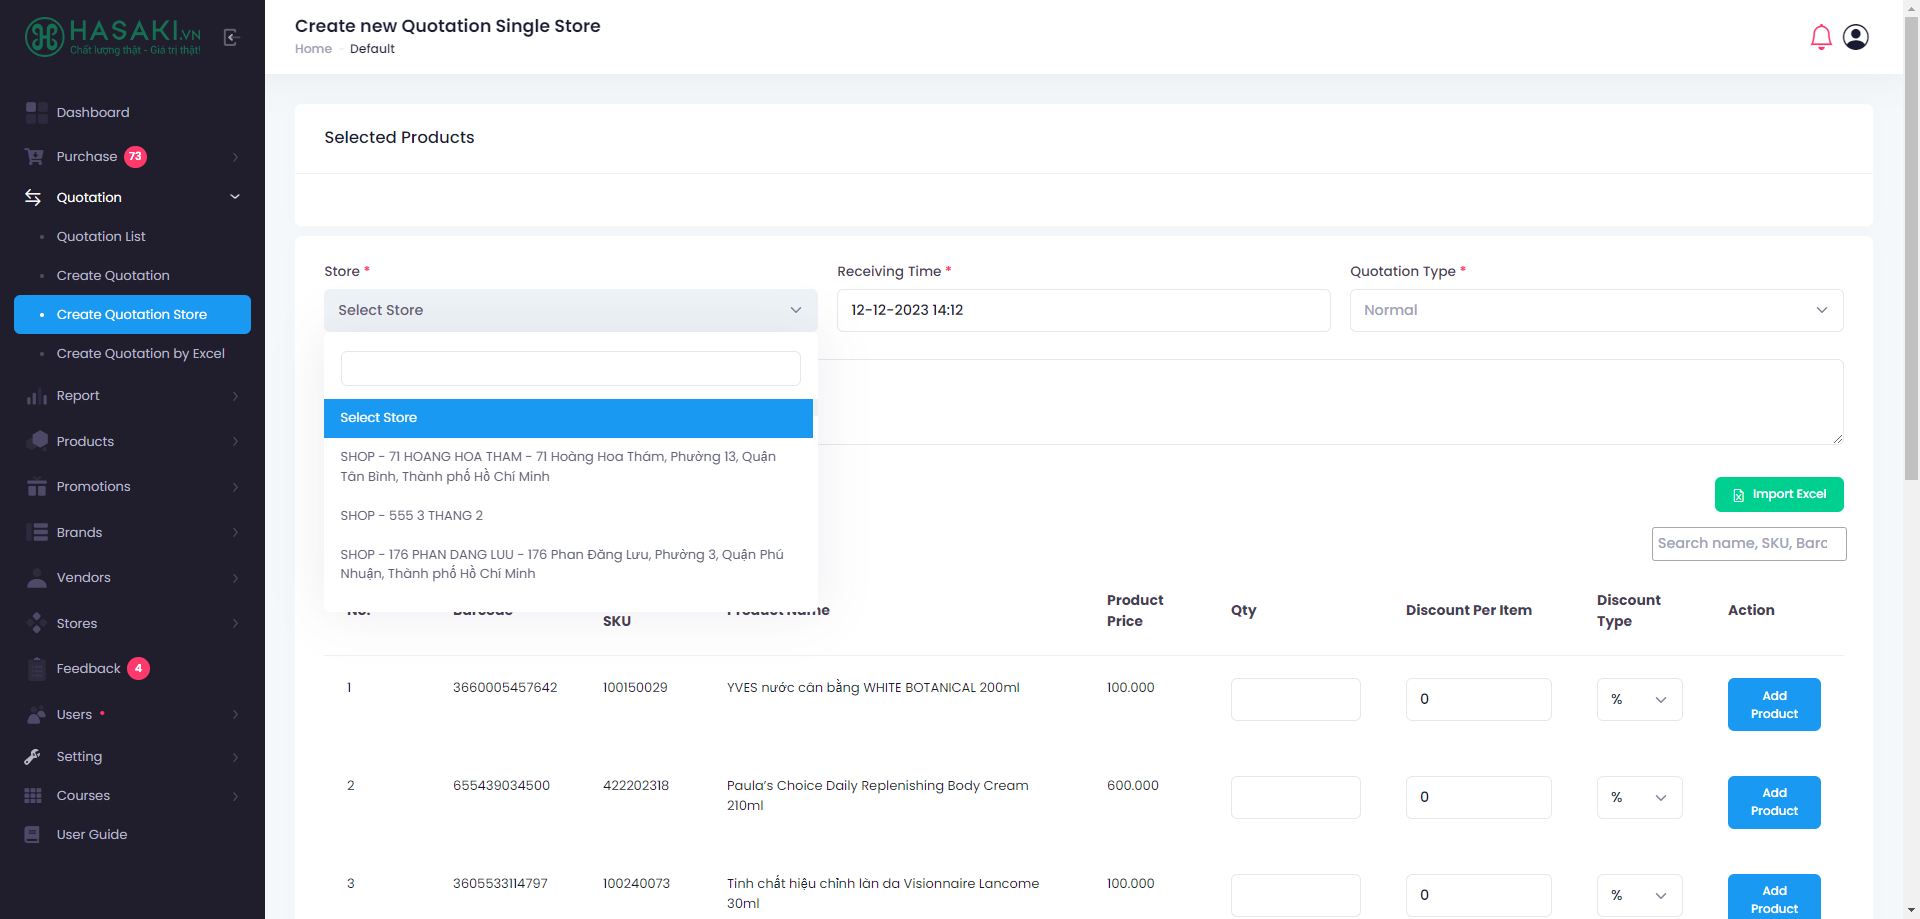 HASAKI.VN
Chất lượng thật - Giá trị thật!
Dashboard
Purchase 73
Quotation
Quotation List
Create Quotation
Create Quotation Store
Create Quotation by Excel
Report
Products
Promotions
Brands
Vendors
Stores
Feedback 4
Users
Setting
Courses
User Guide
Create new Quotation Single Store
Home - Default
Selected Products
Store *
Receiving Time *
Quotation Type *
Select Store
12-12-2023 14:12
Normal
Select Store
SHOP - 71 HOANG HOA THAM - 71 Hoàng Hoa Thám, Phường 13, Quận
Tân Bình, Thành phố Hồ Chí Minh
SHOP - 555 3 THANG 2
SHOP - 176 PHAN DANG LUU - 176 Phan Đăng Lưu, Phường 3, Quận Phú
Nhuận, Thành phố Hồ Chí Minh
Import Excel
Search name, SKU, Barc
No. Barcode SKU Product Name Product Price Qty Discount Per Item Discount Type Action
1 3660005457642 100150029 YVES nước cân bằng WHITE BOTANICAL 200ml 100.000 0 % Add Product
2 655439034500 422202318 Paula's Choice Daily Replenishing Body Cream 210ml 600.000 0 % Add Product
3 3605533114797 100240073 Tinh chất hiệu chỉnh làn da Visionnaire Lancome 30ml 100.000 0 % Add Product